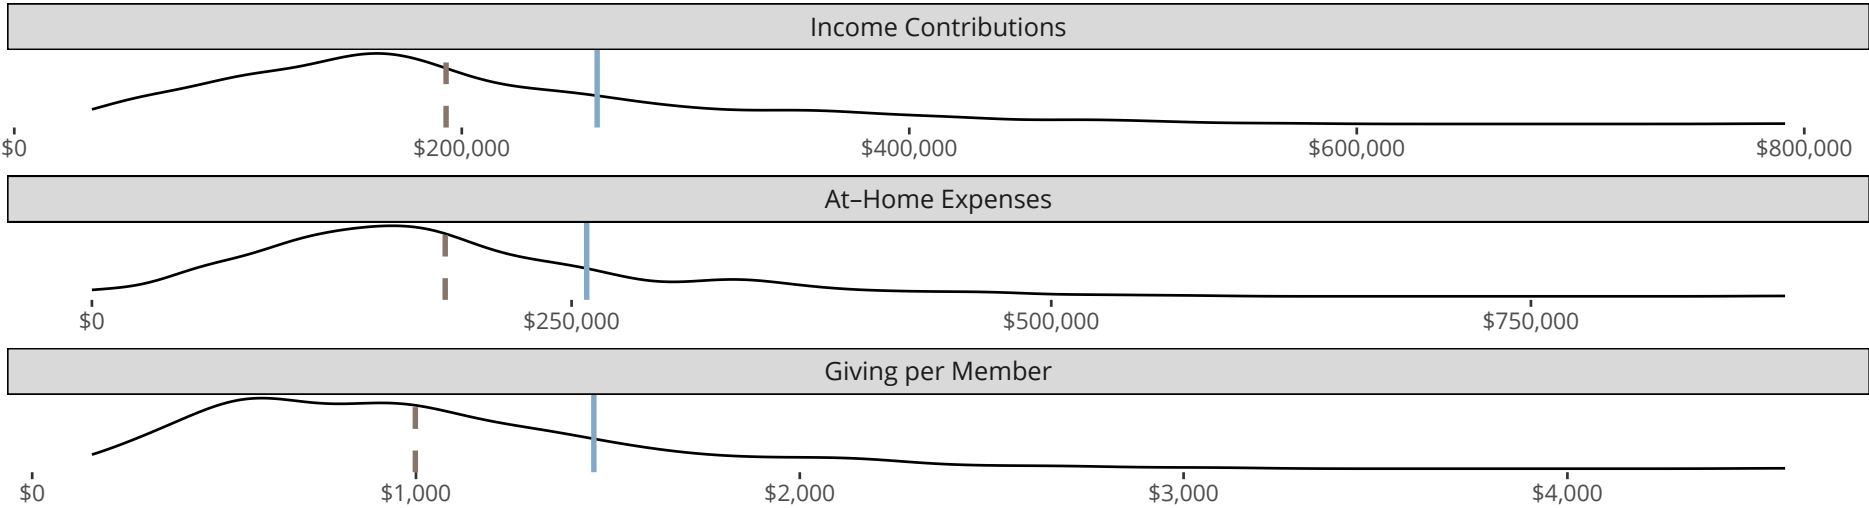 Income Contributions
$0 $200,000 $400,000 $600,000 $800,000
At–Home Expenses
$0 $250,000 $500,000 $750,000
Giving per Member
$0 $1,000 $2,000 $3,000 $4,000